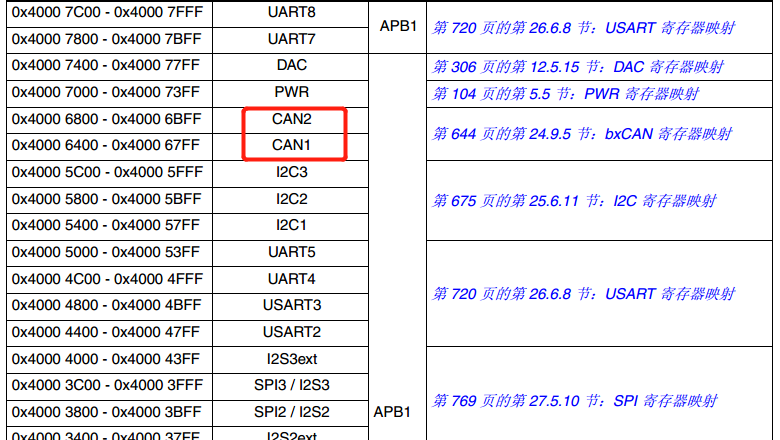 0x4000 7C00 - 0x4000 7FFF UART8 APB1 第 720 页的第 26.6.8 节：USART 寄存器映射
0x4000 7800 - 0x4000 7BFF UART7
0x4000 7400 - 0x4000 77FF DAC 第 306 页的第 12.5.15 节：DAC 寄存器映射
0x4000 7000 - 0x4000 73FF PWR 第 104 页的第 5.5 节：PWR 寄存器映射
0x4000 6800 - 0x4000 6BFF CAN2 第 644 页的第 24.9.5 节：bxCAN 寄存器映射
0x4000 6400 - 0x4000 67FF CAN1
0x4000 5C00 - 0x4000 5FFF I2C3 第 675 页的第 25.6.11 节：I2C 寄存器映射
0x4000 5800 - 0x4000 5BFF I2C2
0x4000 5400 - 0x4000 57FF I2C1
0x4000 5000 - 0x4000 53FF UART5 第 720 页的第 26.6.8 节：USART 寄存器映射
0x4000 4C00 - 0x4000 4FFF UART4
0x4000 4800 - 0x4000 4BFF USART3
0x4000 4400 - 0x4000 47FF USART2
0x4000 4000 - 0x4000 43FF I2S3ext
0x4000 3C00 - 0x4000 3FFF SPI3 / I2S3 第 769 页的第 27.5.10 节：SPI 寄存器映射
0x4000 3800 - 0x4000 3BFF SPI2 / I2S2 APB1
0x4000 3400 - 0x4000 37FF I2S2ext